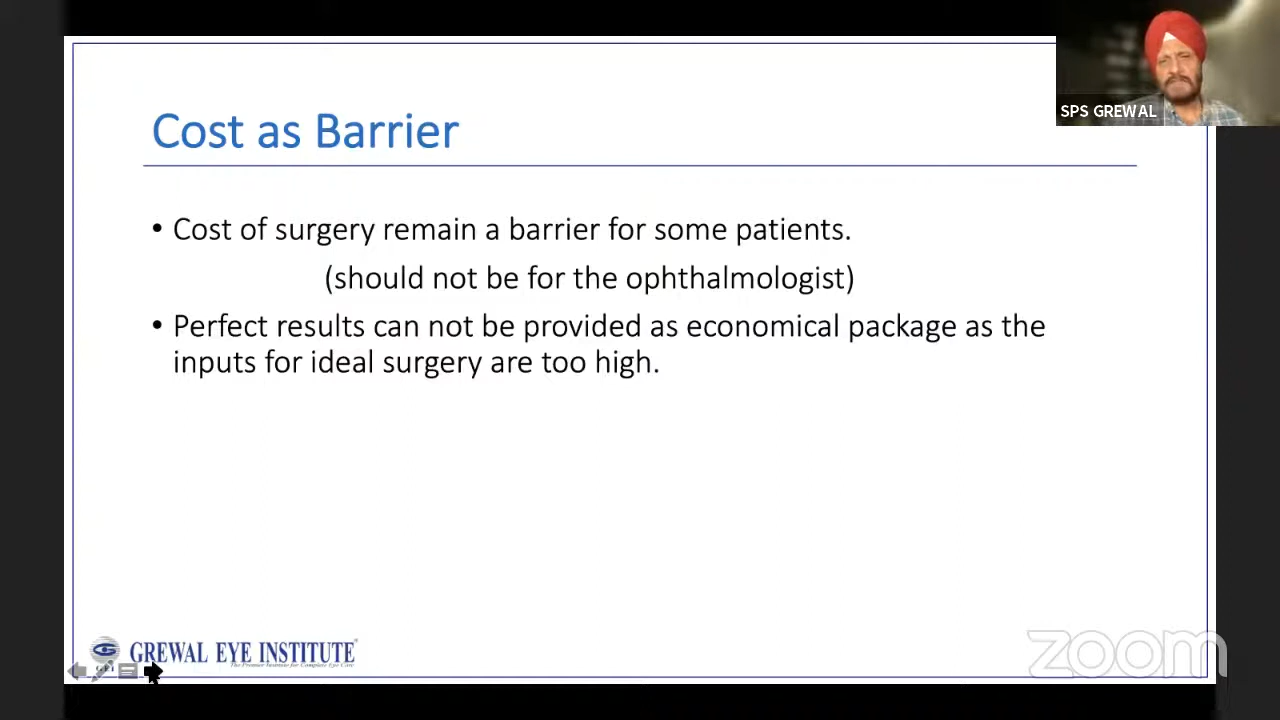 Cost as Barrier
SPS GREWAL
• Cost of surgery remain a barrier for some patients.
(should not be for the ophthalmologist)
• Perfect results can not be provided as economical package as the
inputs for ideal surgery are too high.
GREWAL EYE INSTITUTE
The Premier Institute for Complete Eye Care
zoom